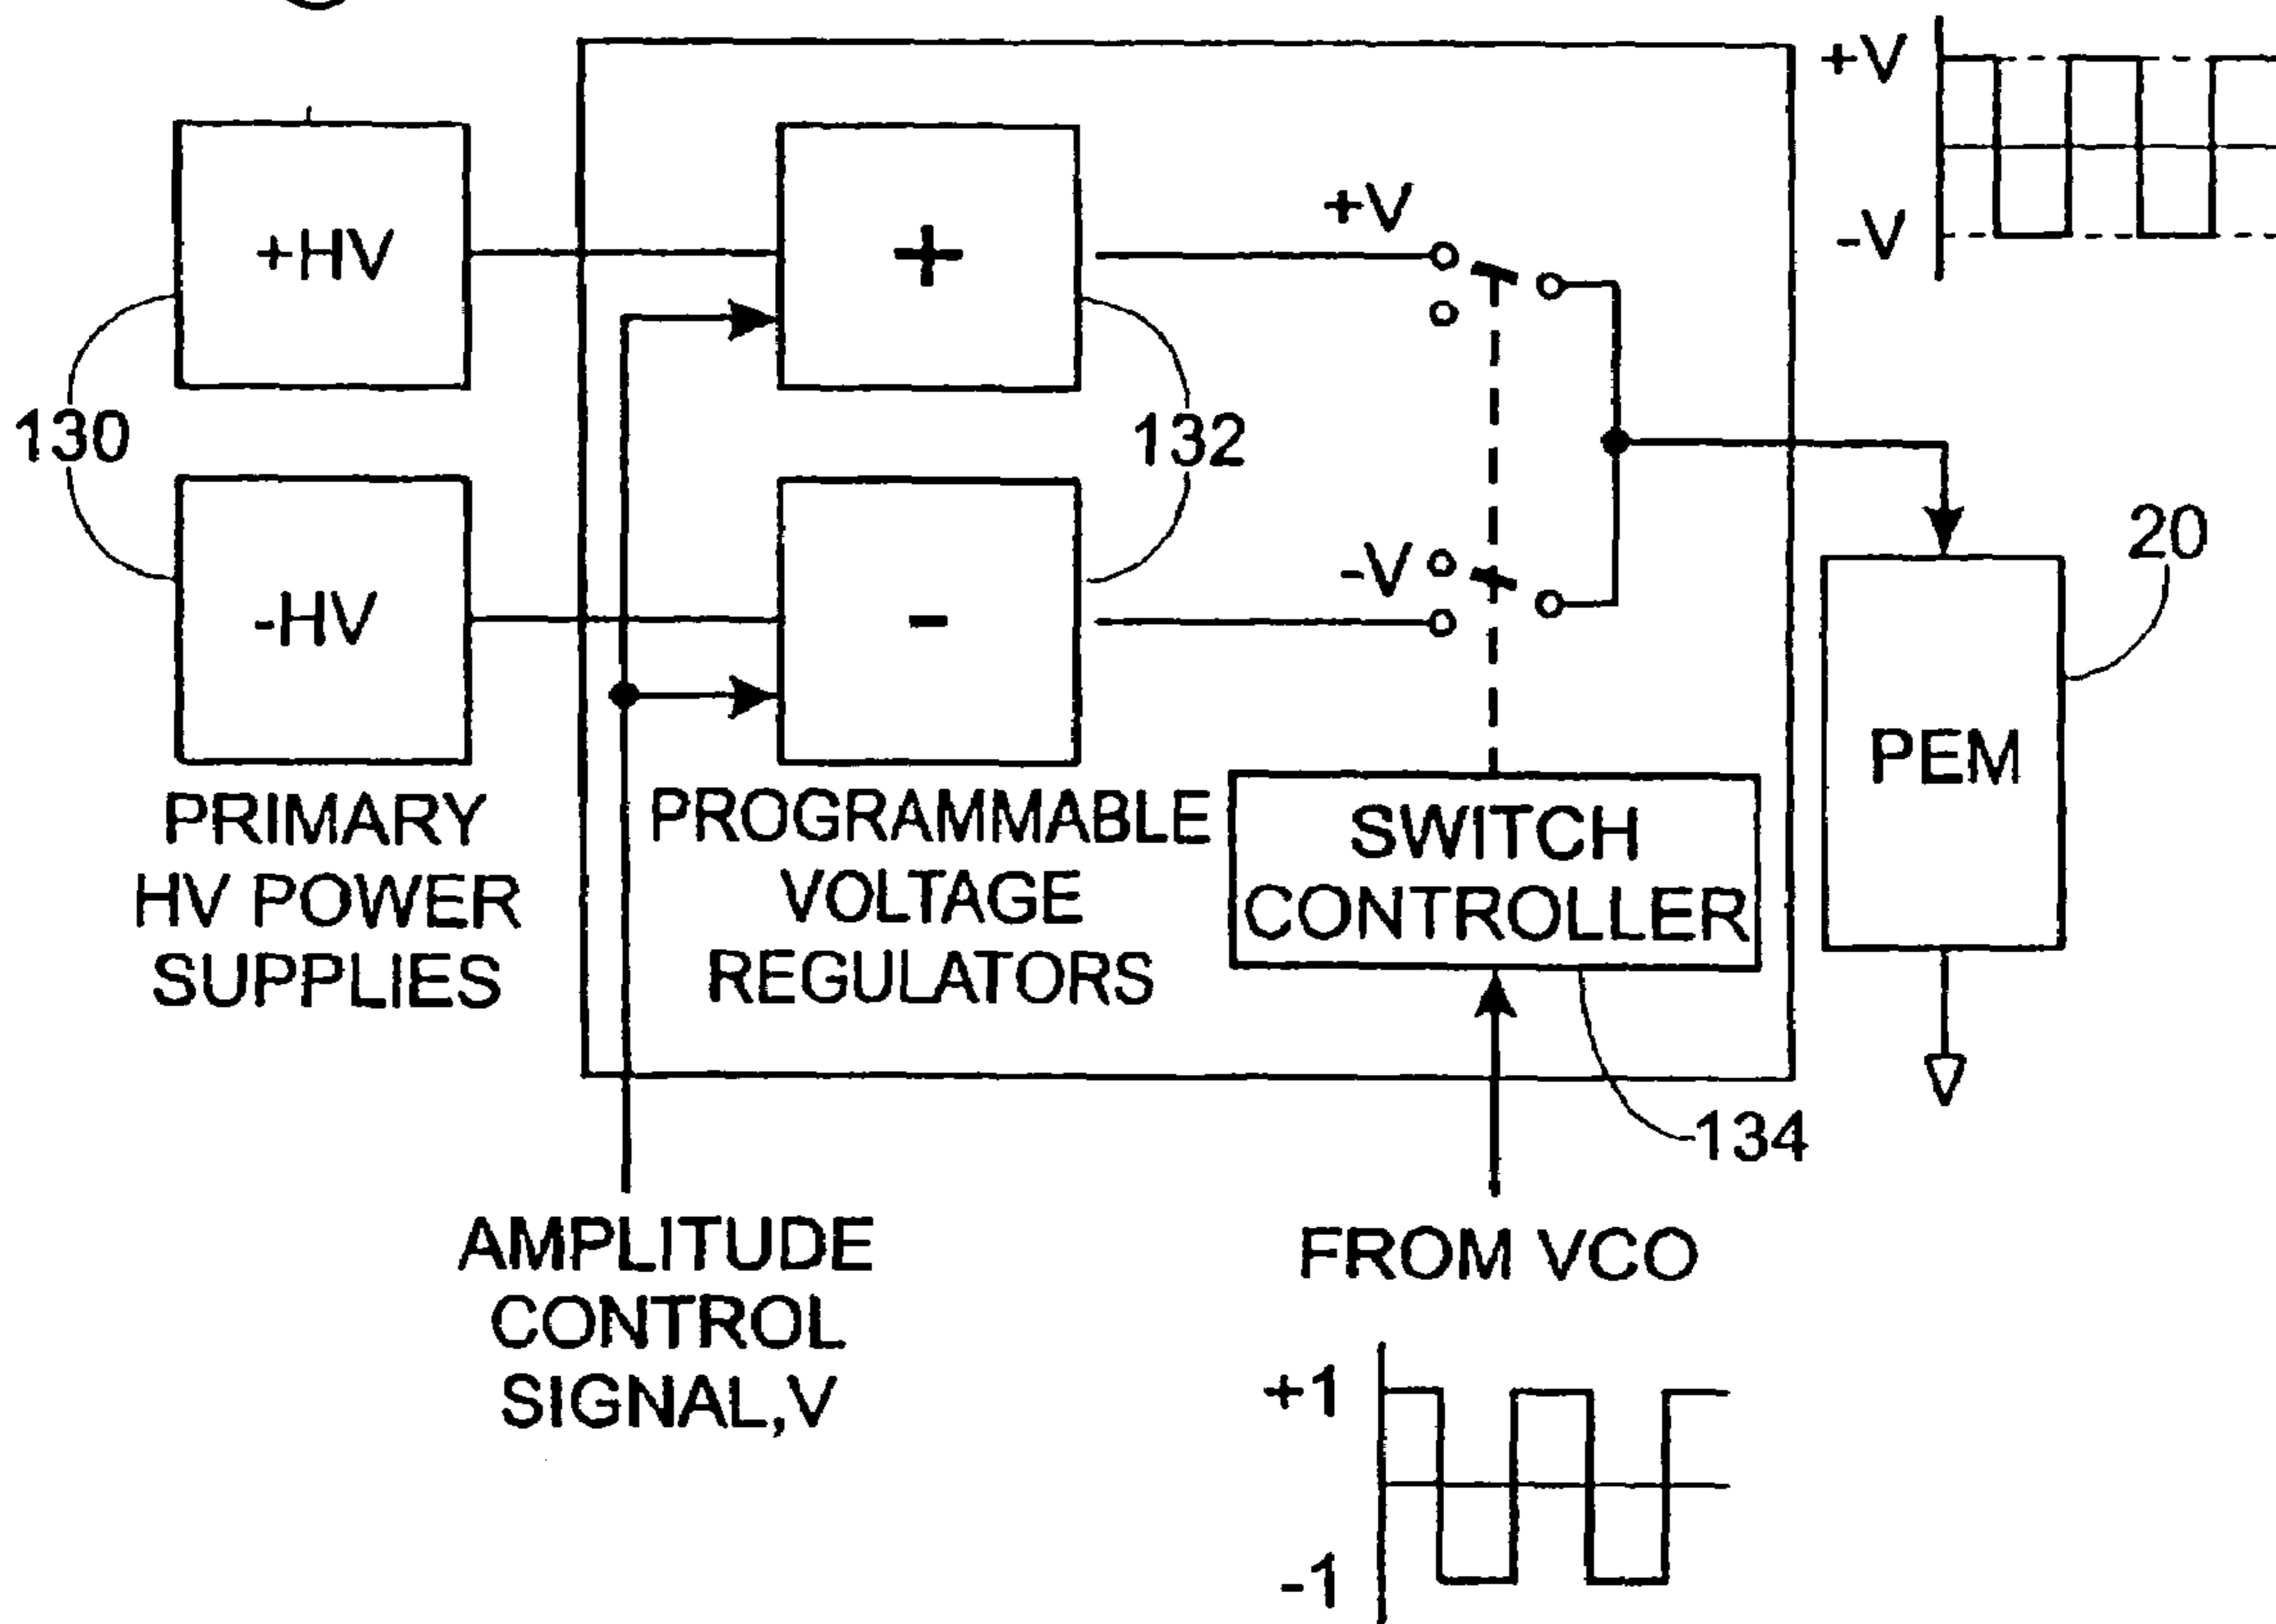 +V
-V
+HV
+
+V
130
132
-HV
-
-V
20
PEM
PRIMARY
HV POWER
SUPPLIES
PROGRAMMABLE
VOLTAGE
REGULATORS
SWITCH
CONTROLLER
134
AMPLITUDE
CONTROL
SIGNAL,V
FROM VCO
+1
-1